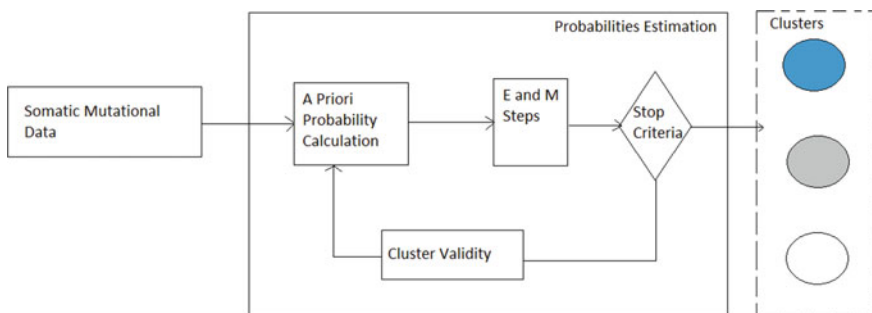 Probabilities Estimation
Clusters
Somatic Mutational
Data
A Priori
Probability
Calculation
E and M
Steps
Stop
Criteria
Cluster Validity